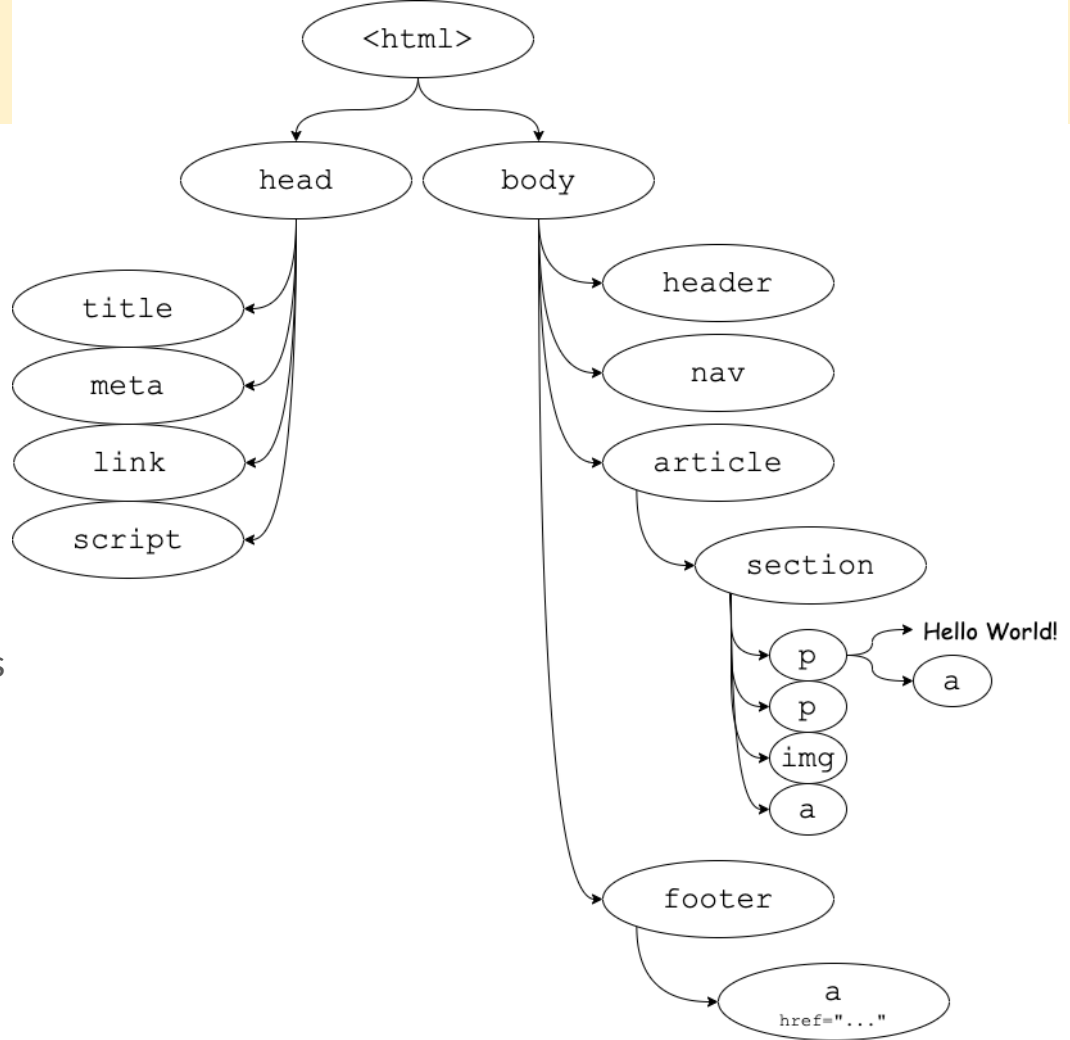 <html>
head
body
title
meta
link
script
header
nav
article
section
p
Hello World!
a
p
img
a
footer
a
href="..."
s